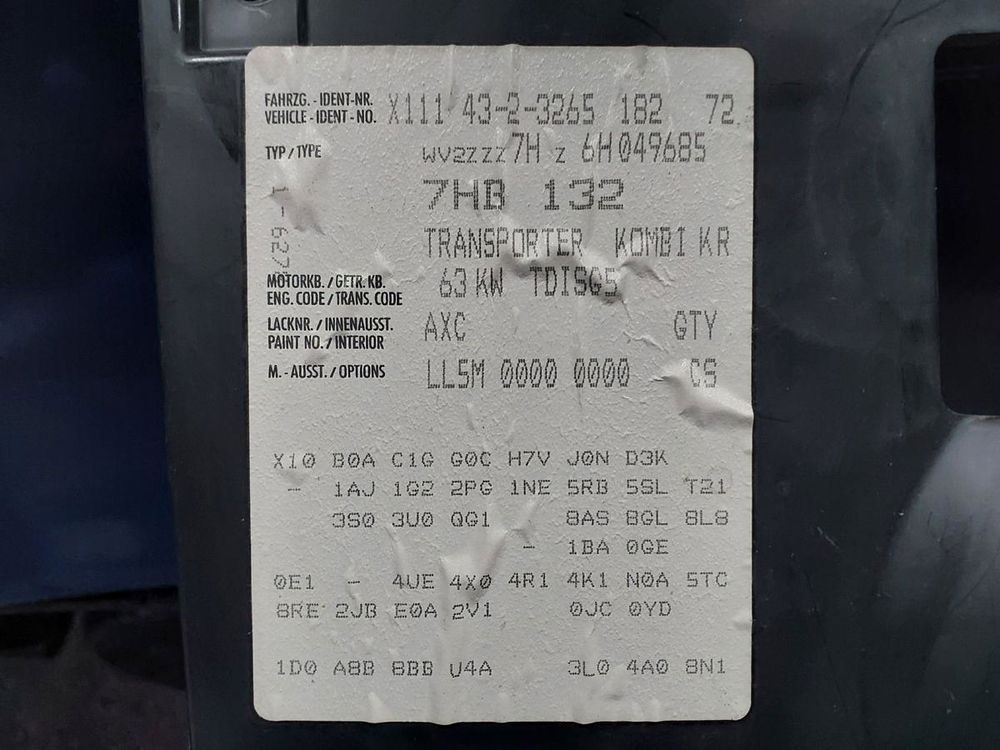 FAHRZG. - IDENT-NR. X111 43-2-3265 182 72
VEHICLE - IDENT - NO.
TYP / TYPE WV2ZZZ7H Z 6H049685
7HB 132
TRANSPORTER KOMBI KR
MOTORKB. / GETR. KB. 63 KW TDISG5
ENG. CODE / TRANS. CODE
LACKNR. / INNENAUSST. AXC GTY
PAINT NO. / INTERIOR
M. - AUSST. / OPTIONS LL5M 0000 0000 CS
X10 B0A C1G G0C H7V J0N D3K
- 1AJ 1G2 2PG 1NE 5RB 5SL T21
3S0 3U0 QG1 8AS 8GL 8L8
- 1BA 0GE
0E1 - 4UE 4X0 4R1 4K1 N0A 5TC
8RE 2JB E0A 2V1 0JC 0YD
1D0 A8B 8BB U4A 3L0 4A0 8N1